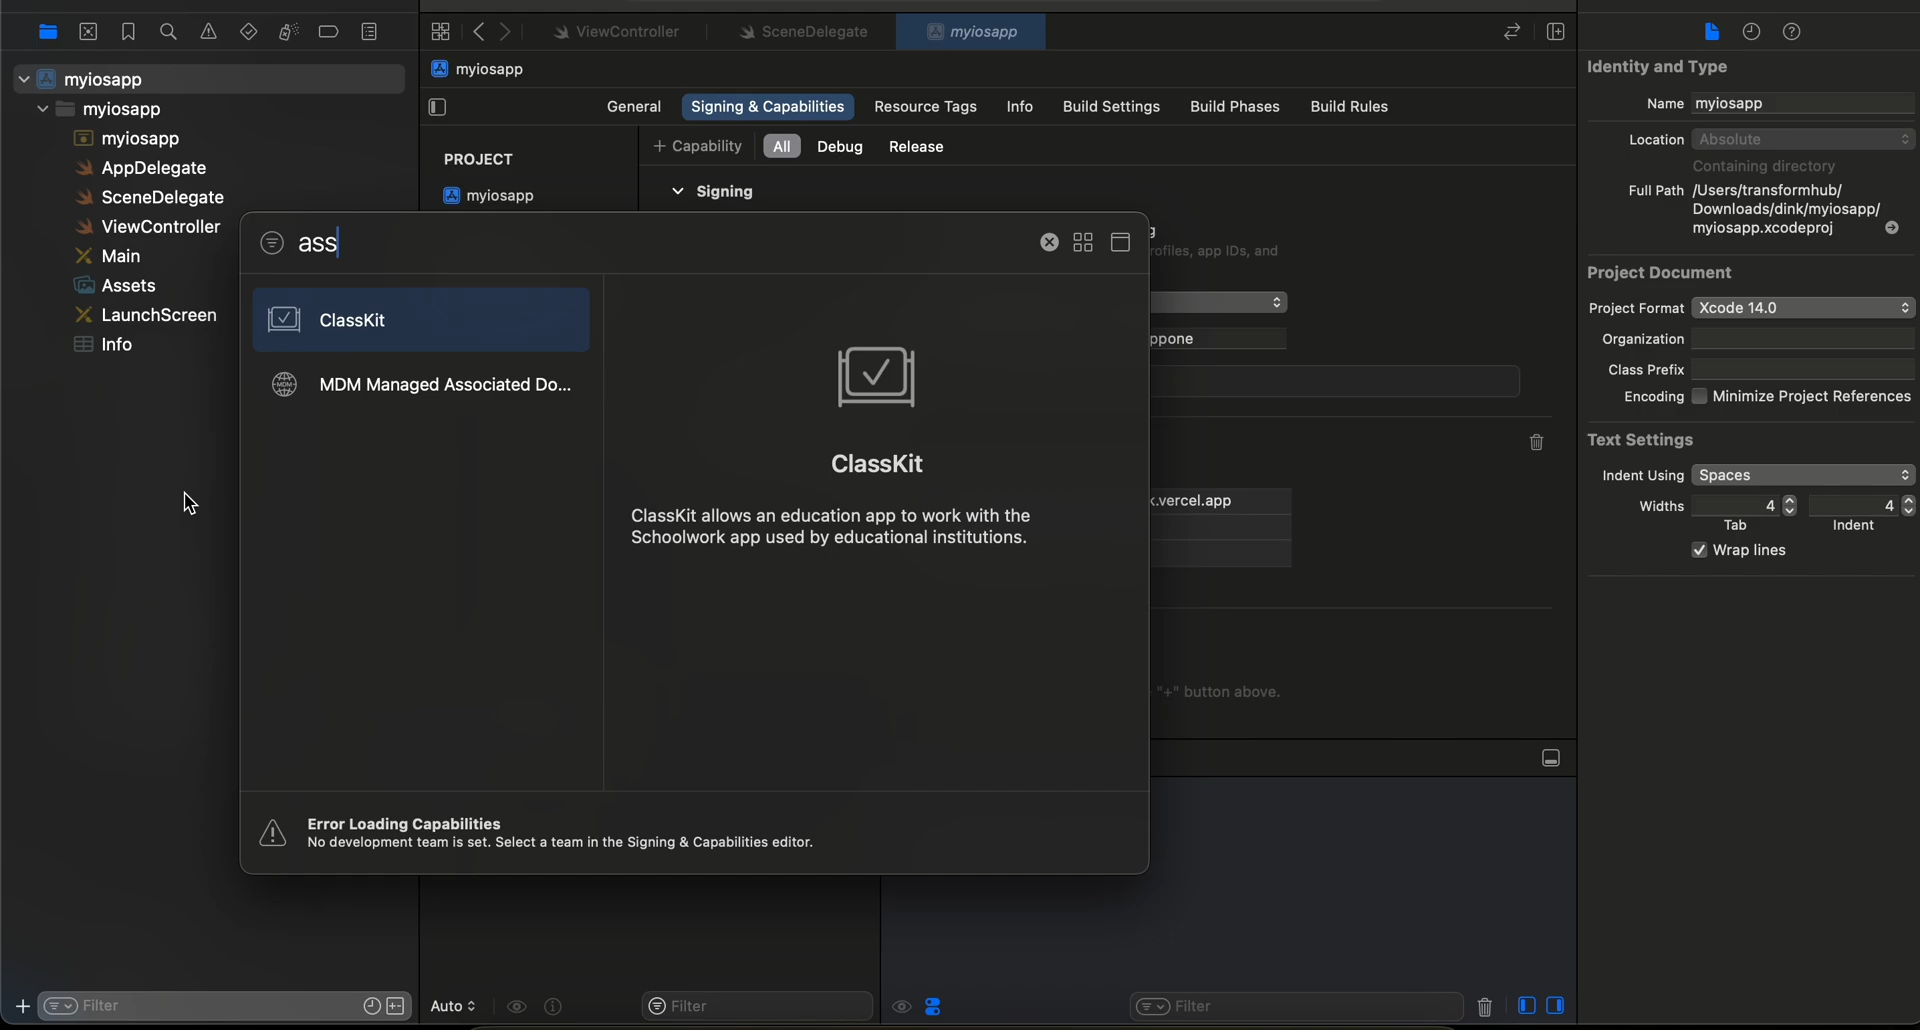 ViewController
SceneDelegate
myiosapp
myiosapp
myiosapp
myiosapp
AppDelegate
SceneDelegate
ViewController
Main
Assets
LaunchScreen
Info
myiosapp
General
Signing & Capabilities
Resource Tags
Info
Build Settings
Build Phases
Build Rules
PROJECT
myiosapp
+ Capability
All
Debug
Release
Signing
g
rofiles, app IDs, and
ppone
.vercel.app
"+" button above.
ass
ClassKit
MDM Managed Associated Do...
ClassKit
ClassKit allows an education app to work with the
Schoolwork app used by educational institutions.
Error Loading Capabilities
No development team is set. Select a team in the Signing & Capabilities editor.
Identity and Type
Name myiosapp
Location Absolute
Containing directory
Full Path /Users/transformhub/
Downloads/dink/myiosapp/
myiosapp.xcodeproj
Project Document
Project Format Xcode 14.0
Organization
Class Prefix
Encoding Minimize Project References
Text Settings
Indent Using Spaces
Widths 4 4
Tab Indent
Wrap lines
Filter
Auto
Filter
Filter